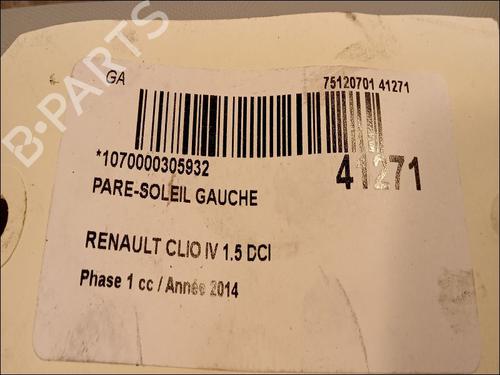 B-PARTS
GA
75120701 41271
*1070000305932
41271
PARE-SOLEIL GAUCHE
RENAULT CLIO IV 1.5 DCI
Phase 1 cc / Année 2014